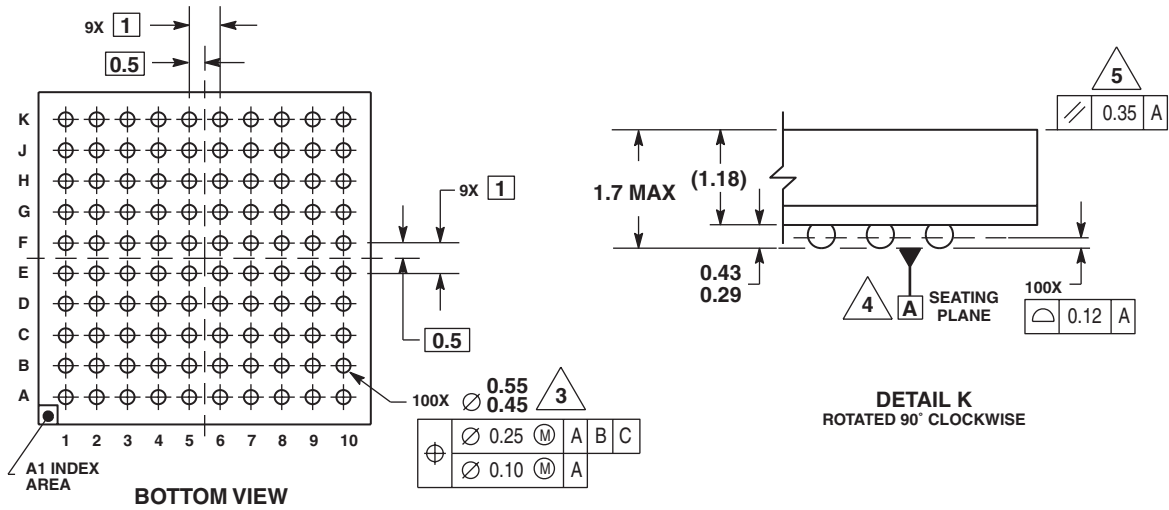 9X 1
0.5
K
J
H
G
F
E
D
C
B
A
1 2 3 4 5 6 7 8 9 10
A1 INDEX
AREA
BOTTOM VIEW
9X 1
0.5
100X ∅ 0.55
0.45
3
⌖ ∅ 0.25 Ⓜ A B C
∅ 0.10 Ⓜ A
5
⫽ 0.35 A
1.7 MAX
(1.18)
0.43
0.29
4
A SEATING
PLANE
100X
⌓ 0.12 A
DETAIL K
ROTATED 90° CLOCKWISE